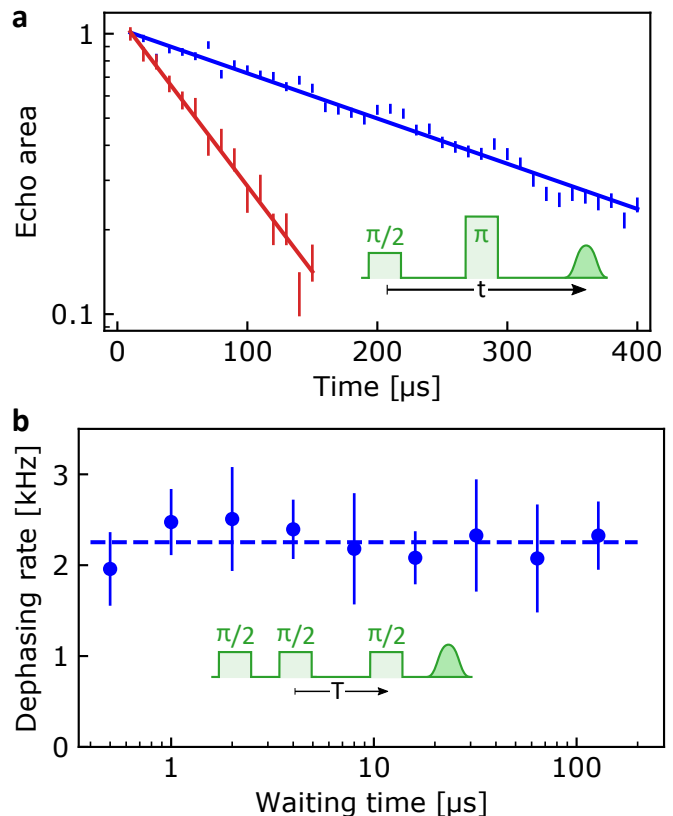 a
Echo area
1
0.1
π/2
π
t
0
100
200
300
400
Time [µs]
b
Dephasing rate [kHz]
3
2
1
0
π/2
π/2
π/2
T
1
10
100
Waiting time [µs]